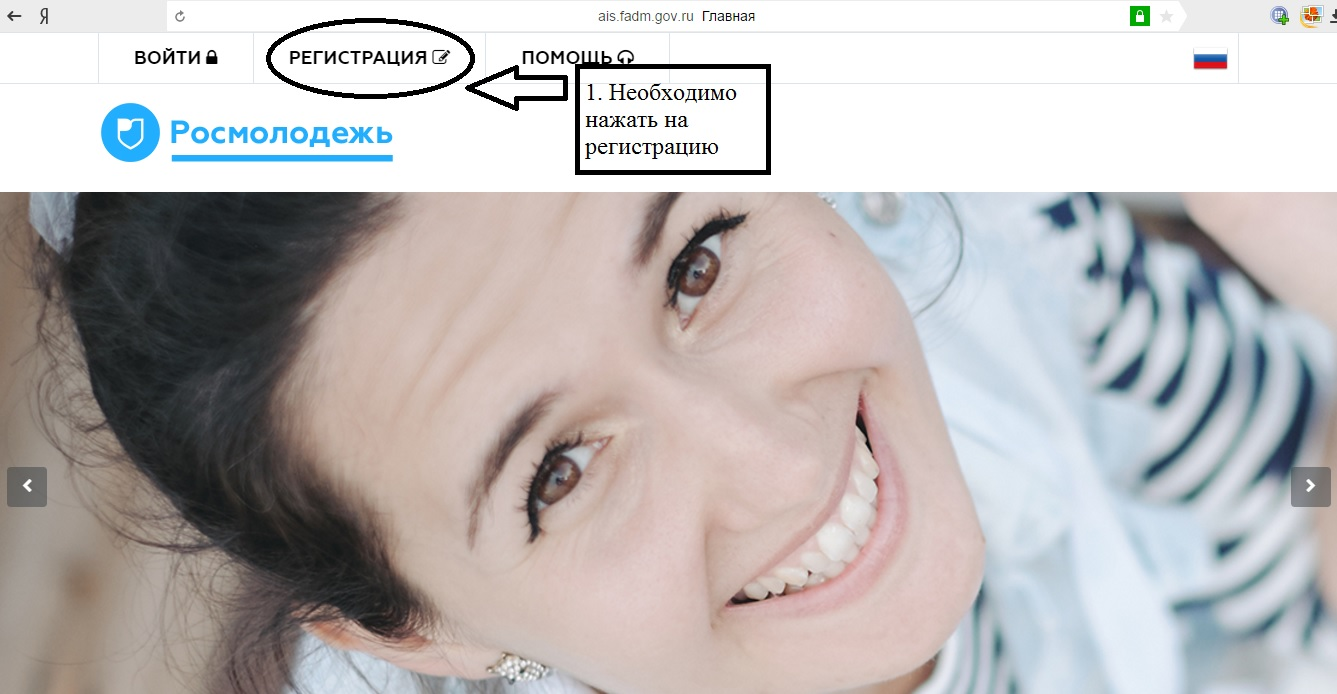 Я
ais.fadm.gov.ru Главная
ВОЙТИ
РЕГИСТРАЦИЯ
ПОМОЩЬ
1. Необходимо
нажать на
регистрацию
Росмолодежь